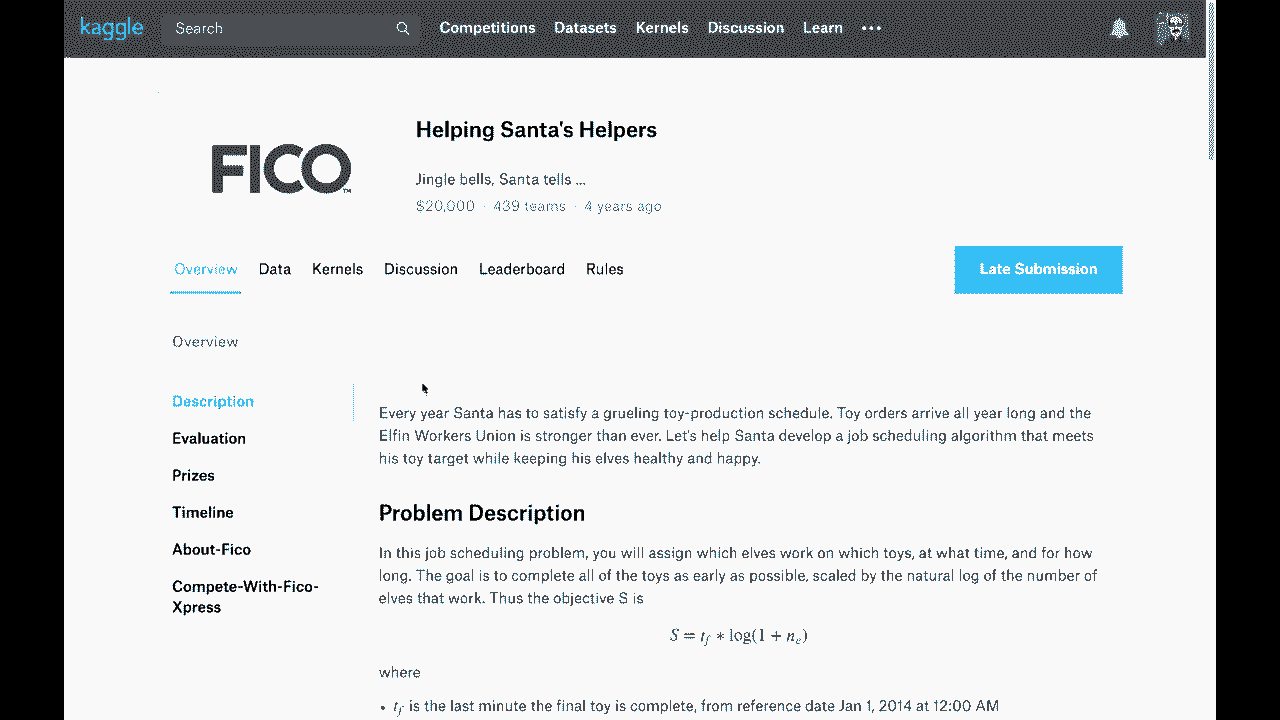 kaggle Search Competitions Datasets Kernels Discussion Learn •••
FICO™
Helping Santa's Helpers
Jingle bells, Santa tells ...
$20,000 · 439 teams · 4 years ago
Overview Data Kernels Discussion Leaderboard Rules Late Submission
Overview
Description
Evaluation
Prizes
Timeline
About-Fico
Compete-With-Fico-
Xpress
Every year Santa has to satisfy a grueling toy-production schedule. Toy orders arrive all year long and the
Elfin Workers Union is stronger than ever. Let's help Santa develop a job scheduling algorithm that meets
his toy target while keeping his elves healthy and happy.
Problem Description
In this job scheduling problem, you will assign which elves work on which toys, at what time, and for how
long. The goal is to complete all of the toys as early as possible, scaled by the natural log of the number of
elves that work. Thus the objective S is
S = t_f * log(1 + n_e)
where
• t_f is the last minute the final toy is complete, from reference date Jan 1, 2014 at 12:00 AM